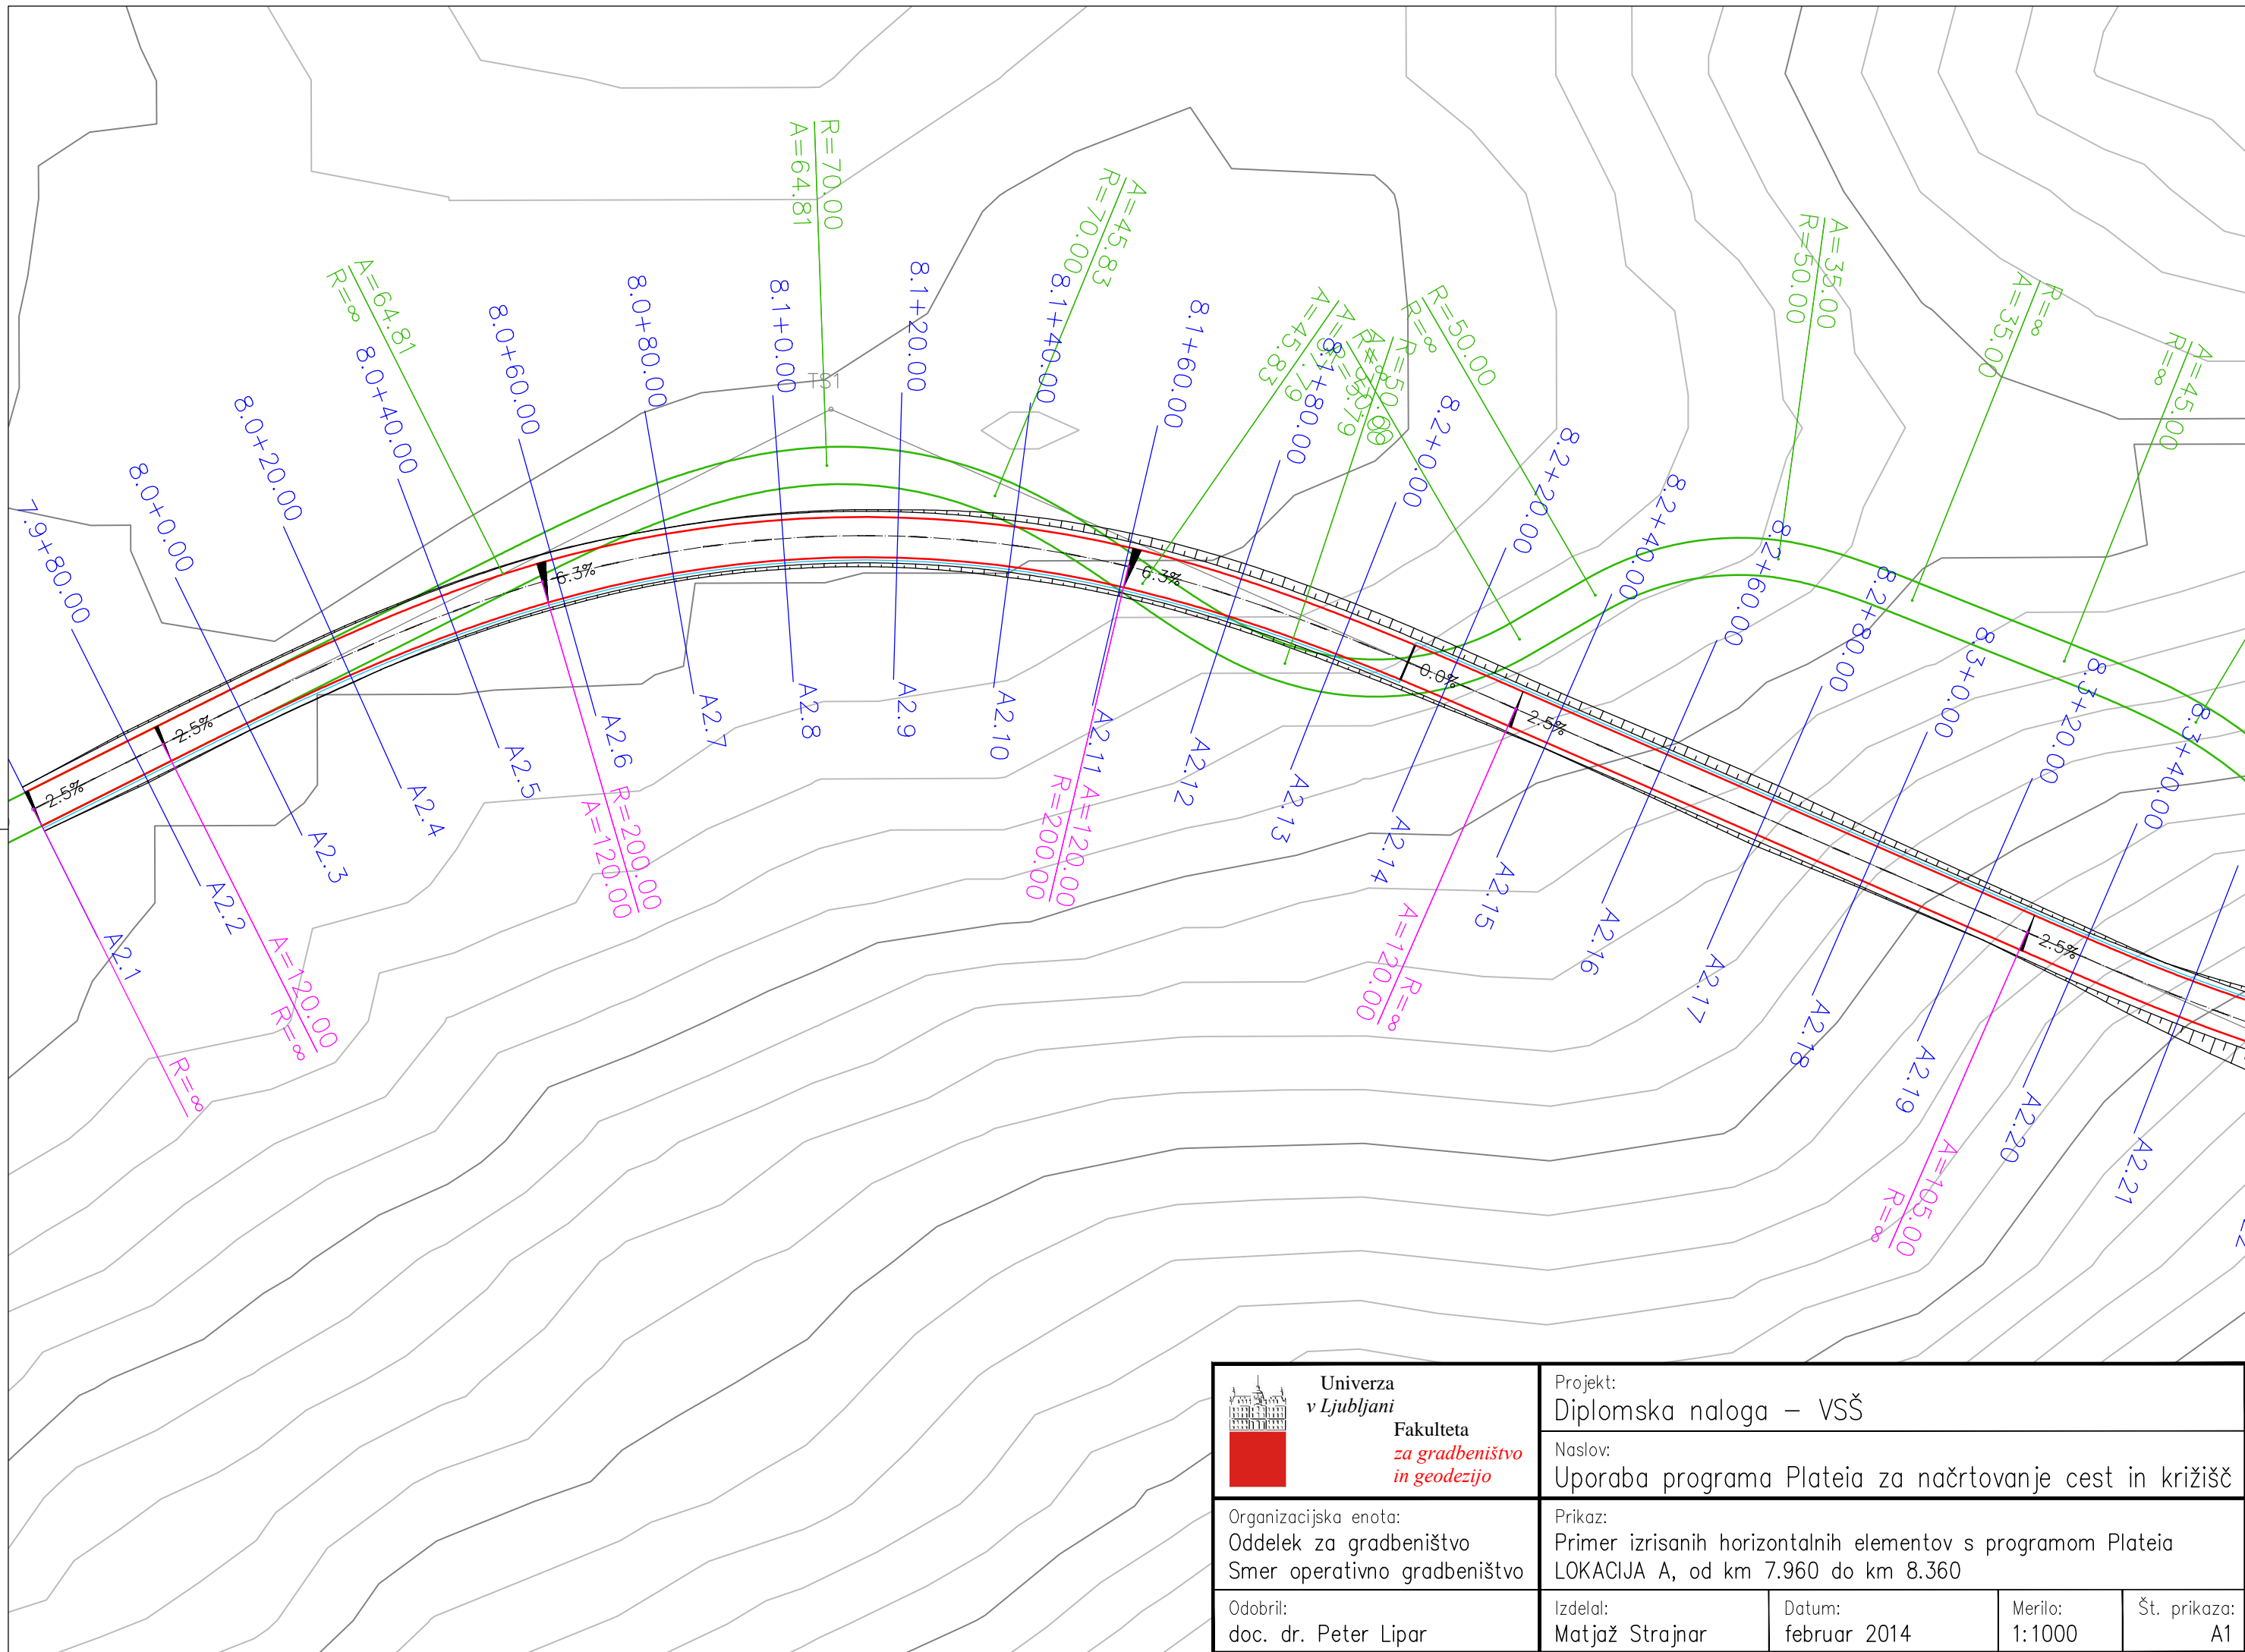 R=70.00
A=64.81
A=45.83
R=70.00
A=64.81
R=∞
A=45.83
R=50.00
R=∞
A=35.00
R=50.00
R=∞
A=35.00
A=45.00
R=∞
TS1
7.9+80.00
8.0+0.00
8.0+20.00
8.0+40.00
8.0+60.00
8.0+80.00
8.1+0.00
8.1+20.00
8.1+40.00
8.1+60.00
8.1+80.00
8.2+0.00
8.2+20.00
8.2+40.00
8.2+60.00
8.2+80.00
8.3+0.00
8.3+20.00
8.3+40.00
2.5%
2.5%
6.3%
6.3%
0.0%
2.5%
2.5%
A2.1
A2.2
A2.3
A2.4
A2.5
A2.6
A2.7
A2.8
A2.9
A2.10
A2.11
A2.12
A2.13
A2.14
A2.15
A2.16
A2.17
A2.18
A2.19
A2.20
A2.21
R=∞
A=120.00
R=∞
R=200.00
A=120.00
A=120.00
R=200.00
R=∞
A=120.00
A=105.00
R=∞
Univerza
v Ljubljani
Fakulteta
za gradbeništvo
in geodezijo
Projekt:
Diplomska naloga – VSŠ
Naslov:
Uporaba programa Plateia za načrtovanje cest in križišč
Organizacijska enota:
Oddelek za gradbeništvo
Smer operativno gradbeništvo
Prikaz:
Primer izrisanih horizontalnih elementov s programom Plateia
LOKACIJA A, od km 7.960 do km 8.360
Odobril:
doc. dr. Peter Lipar
Izdelal:
Matjaž Strajnar
Datum:
februar 2014
Merilo:
1:1000
Št. prikaza:
A1